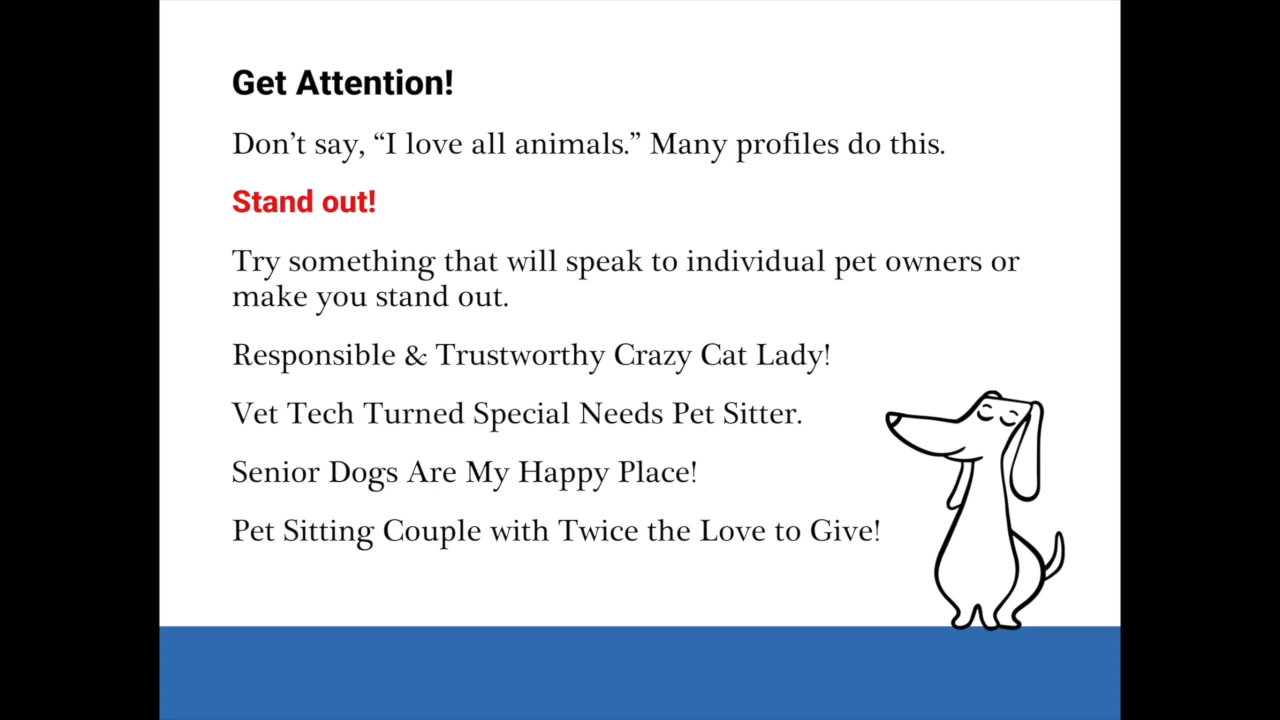 Get Attention!
Don’t say, “I love all animals.” Many profiles do this.
Stand out!
Try something that will speak to individual pet owners or
make you stand out.
Responsible & Trustworthy Crazy Cat Lady!
Vet Tech Turned Special Needs Pet Sitter.
Senior Dogs Are My Happy Place!
Pet Sitting Couple with Twice the Love to Give!